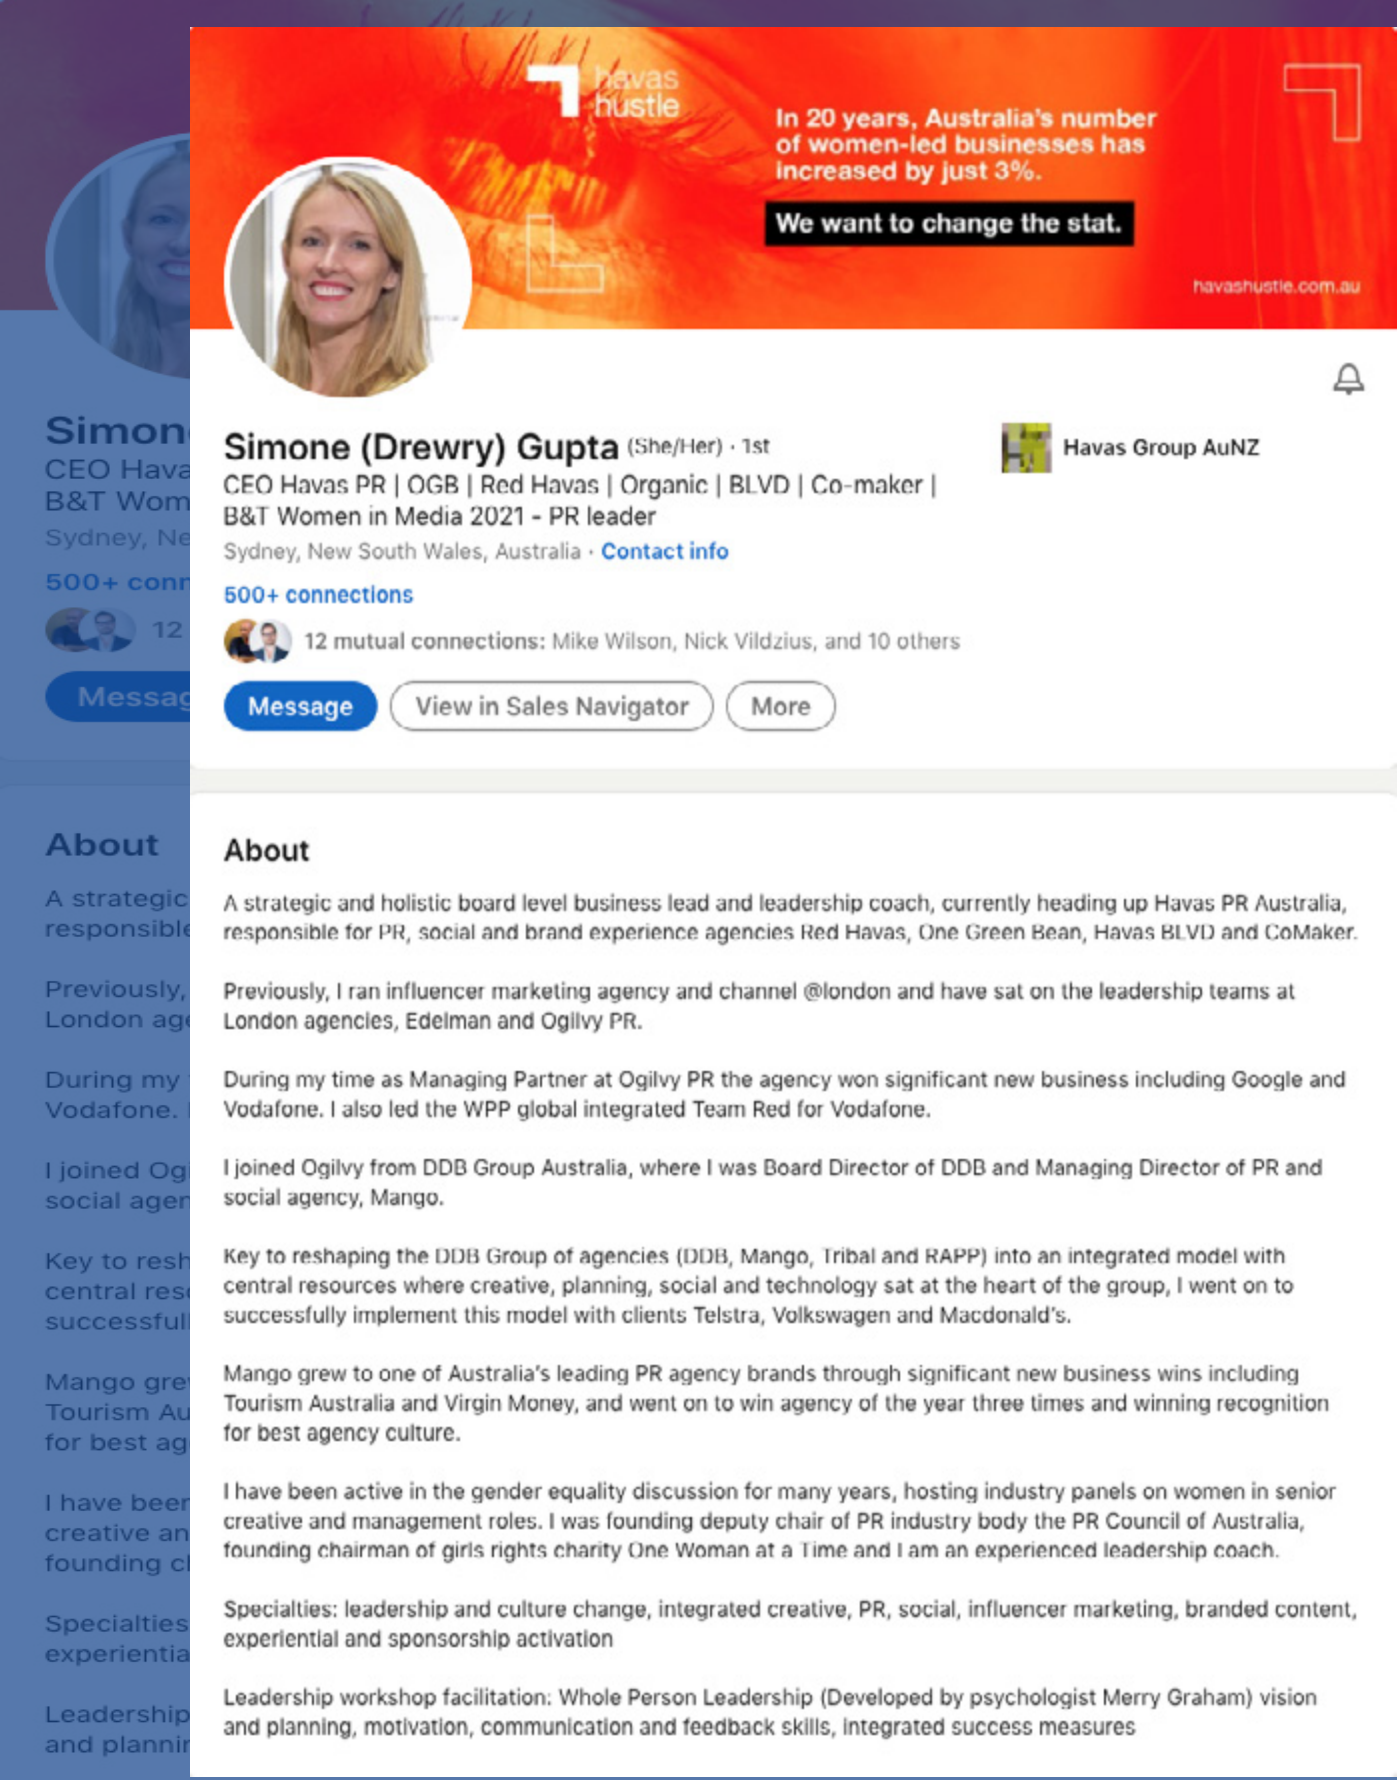 havas
hustle
In 20 years, Australia's number
of women-led businesses has
increased by just 3%.
We want to change the stat.
havashustle.com.au
Simone (Drewry) Gupta (She/Her) · 1st
Havas Group AuNZ
CEO Havas PR | OGB | Red Havas | Organic | BLVD | Co-maker |
B&T Women in Media 2021 - PR leader
Sydney, New South Wales, Australia · Contact info
500+ connections
12 mutual connections: Mike Wilson, Nick Vildzius, and 10 others
Message
View in Sales Navigator
More
About
A strategic and holistic board level business lead and leadership coach, currently heading up Havas PR Australia,
responsible for PR, social and brand experience agencies Red Havas, One Green Bean, Havas BLVD and CoMaker.
Previously, I ran influencer marketing agency and channel @london and have sat on the leadership teams at
London agencies, Edelman and Ogilvy PR.
During my time as Managing Partner at Ogilvy PR the agency won significant new business including Google and
Vodafone. I also led the WPP global integrated Team Red for Vodafone.
I joined Ogilvy from DDB Group Australia, where I was Board Director of DDB and Managing Director of PR and
social agency, Mango.
Key to reshaping the DDB Group of agencies (DDB, Mango, Tribal and RAPP) into an integrated model with
central resources where creative, planning, social and technology sat at the heart of the group, I went on to
successfully implement this model with clients Telstra, Volkswagen and Macdonald's.
Mango grew to one of Australia's leading PR agency brands through significant new business wins including
Tourism Australia and Virgin Money, and went on to win agency of the year three times and winning recognition
for best agency culture.
I have been active in the gender equality discussion for many years, hosting industry panels on women in senior
creative and management roles. I was founding deputy chair of PR industry body the PR Council of Australia,
founding chairman of girls rights charity One Woman at a Time and I am an experienced leadership coach.
Specialties: leadership and culture change, integrated creative, PR, social, influencer marketing, branded content,
experiential and sponsorship activation
Leadership workshop facilitation: Whole Person Leadership (Developed by psychologist Merry Graham) vision
and planning, motivation, communication and feedback skills, integrated success measures
Simon
CEO Hava
B&T Wom
Sydney, Ne
500+ conn
12
Messag
About
A strategic
responsible
Previously,
London age
During my
Vodafone.
I joined Ogi
social agen
Key to resh
central reso
successfull
Mango gre
Tourism Au
for best ag
I have been
creative an
founding ch
Specialties
experientia
Leadership
and plannin